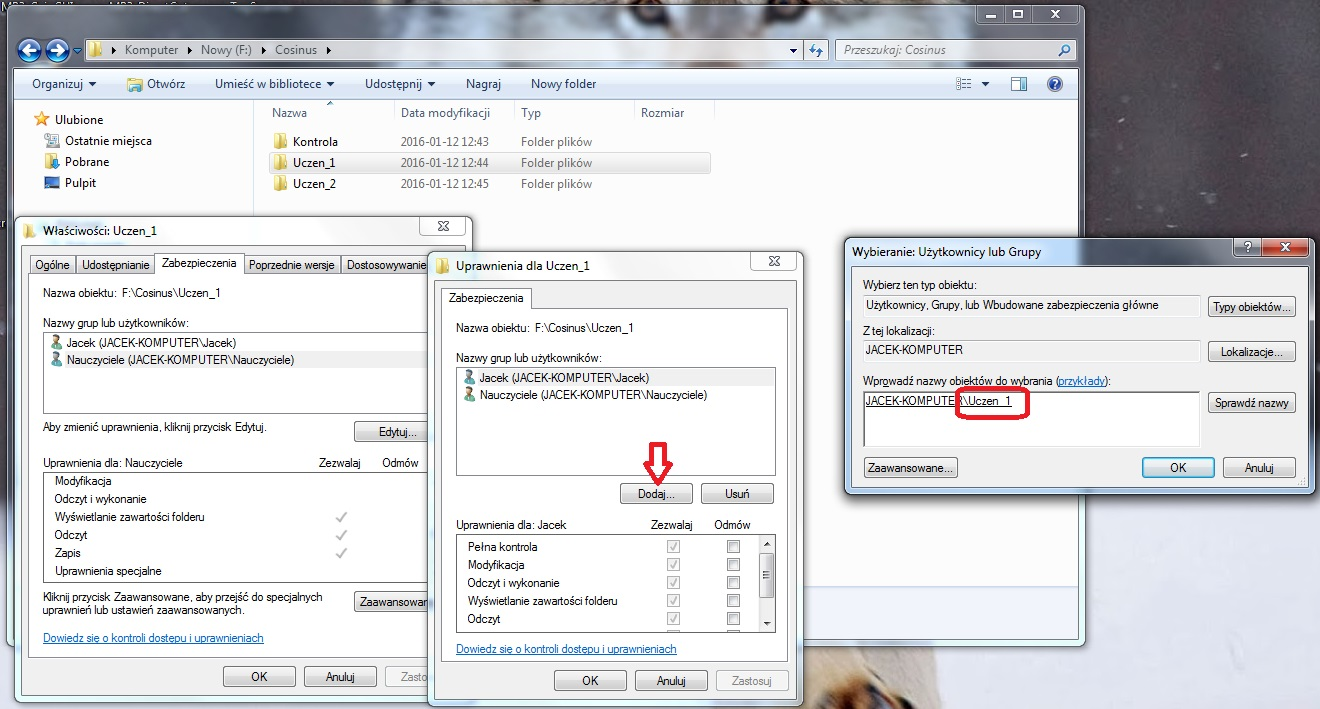 Komputer Nowy (F:) Cosinus
Przeszukaj: Cosinus
Organizuj Otwórz Umieść w bibliotece Udostępnij Nagraj Nowy folder
Ulubione
Ostatnie miejsca
Pobrane
Pulpit
Nazwa Data modyfikacji Typ Rozmiar
Kontrola 2016-01-12 12:43 Folder plików
Uczen_1 2016-01-12 12:44 Folder plików
Uczen_2 2016-01-12 12:45 Folder plików
Właściwości: Uczen_1
Ogólne Udostępnianie Zabezpieczenia Poprzednie wersje Dostosowywanie
Nazwa obiektu: F:\Cosinus\Uczen_1
Nazwy grup lub użytkowników:
Jacek (JACEK-KOMPUTER\Jacek)
Nauczyciele (JACEK-KOMPUTER\Nauczyciele)
Aby zmienić uprawnienia, kliknij przycisk Edytuj.
Edytuj...
Uprawnienia dla: Nauczyciele Zezwalaj Odmów
Modyfikacja
Odczyt i wykonanie
Wyświetlanie zawartości folderu
Odczyt
Zapis
Uprawnienia specjalne
Kliknij przycisk Zaawansowane, aby przejść do specjalnych
uprawnień lub ustawień zaawansowanych.
Zaawansowan
Dowiedz się o kontroli dostępu i uprawnieniach
OK Anuluj Zasto
Uprawnienia dla Uczen_1
Zabezpieczenia
Nazwa obiektu: F:\Cosinus\Uczen_1
Nazwy grup lub użytkowników:
Jacek (JACEK-KOMPUTER\Jacek)
Nauczyciele (JACEK-KOMPUTER\Nauczyciele)
Dodaj... Usuń
Uprawnienia dla: Jacek Zezwalaj Odmów
Pełna kontrola
Modyfikacja
Odczyt i wykonanie
Wyświetlanie zawartości folderu
Odczyt
Dowiedz się o kontroli dostępu i uprawnieniach
OK Anuluj Zastosuj
Wybieranie: Użytkownicy lub Grupy
Wybierz ten typ obiektu:
Użytkownicy, Grupy, lub Wbudowane zabezpieczenia główne
Typy obiektów...
Z tej lokalizacji:
JACEK-KOMPUTER
Lokalizacje...
Wprowadź nazwy obiektów do wybrania (przykłady):
JACEK-KOMPUTER\Uczen_1
Sprawdź nazwy
Zaawansowane...
OK Anuluj